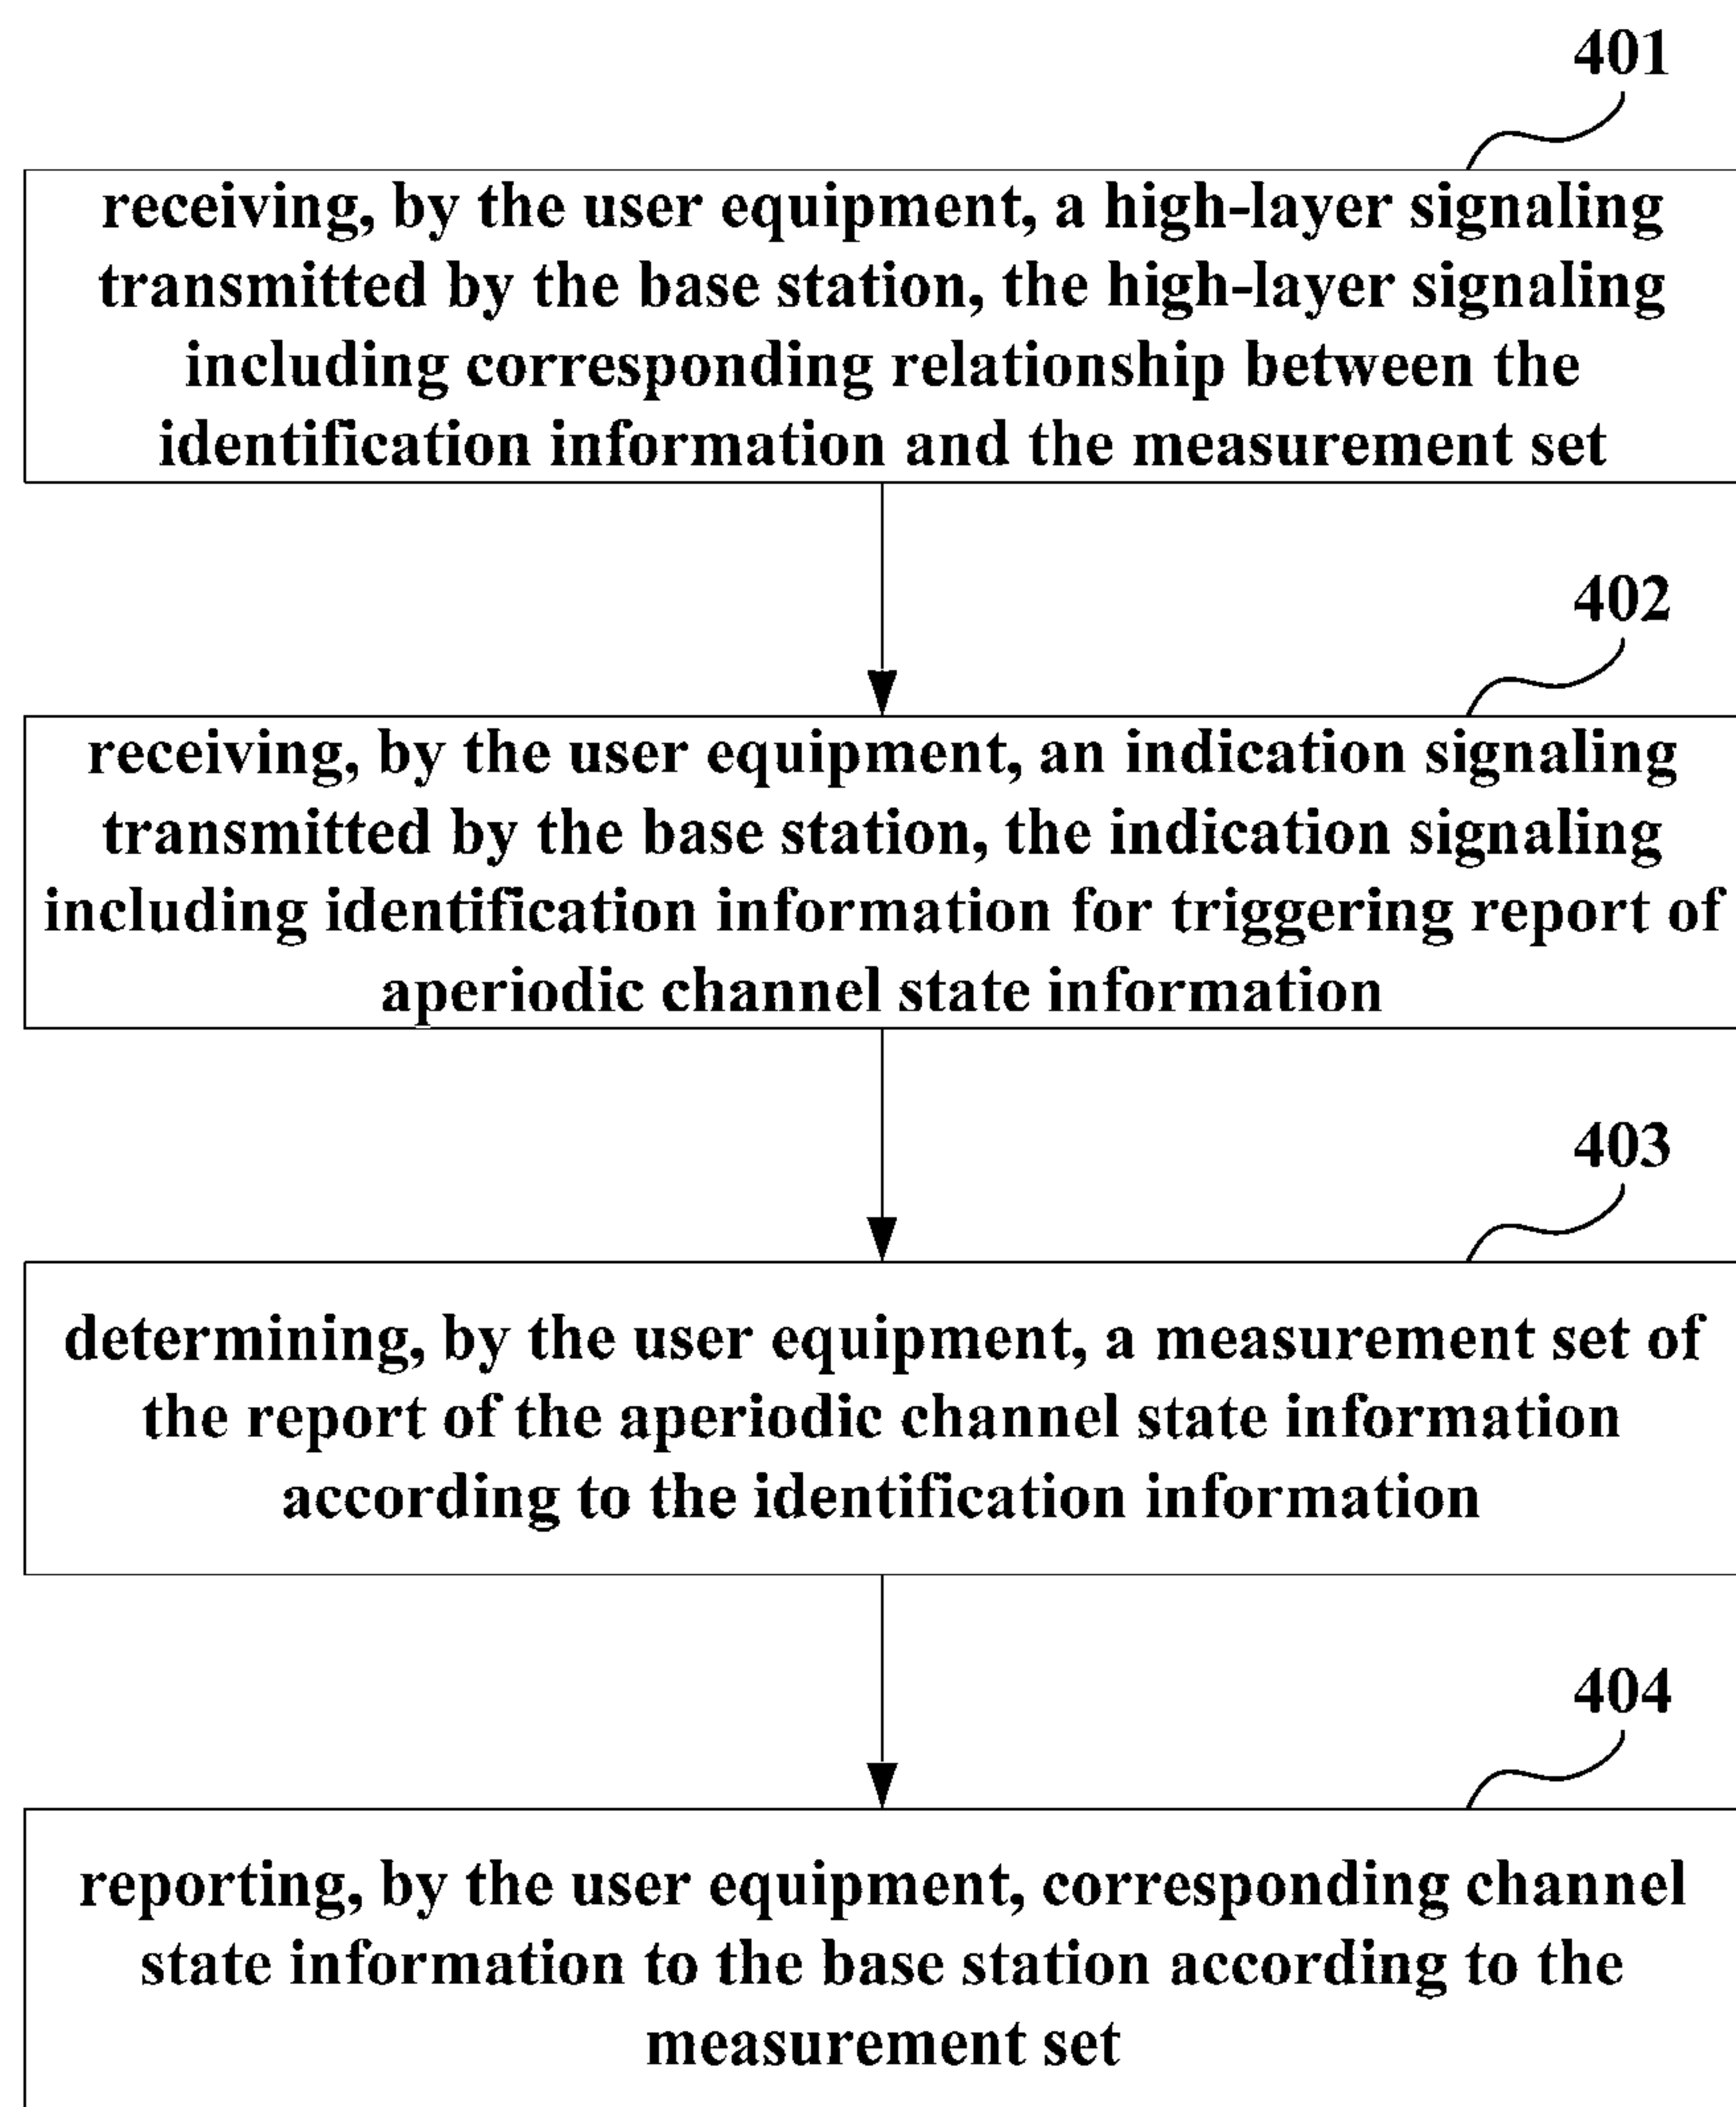 401
receiving, by the user equipment, a high-layer signaling
transmitted by the base station, the high-layer signaling
including corresponding relationship between the
identification information and the measurement set
402
receiving, by the user equipment, an indication signaling
transmitted by the base station, the indication signaling
including identification information for triggering report of
aperiodic channel state information
403
determining, by the user equipment, a measurement set of
the report of the aperiodic channel state information
according to the identification information
404
reporting, by the user equipment, corresponding channel
state information to the base station according to the
measurement set